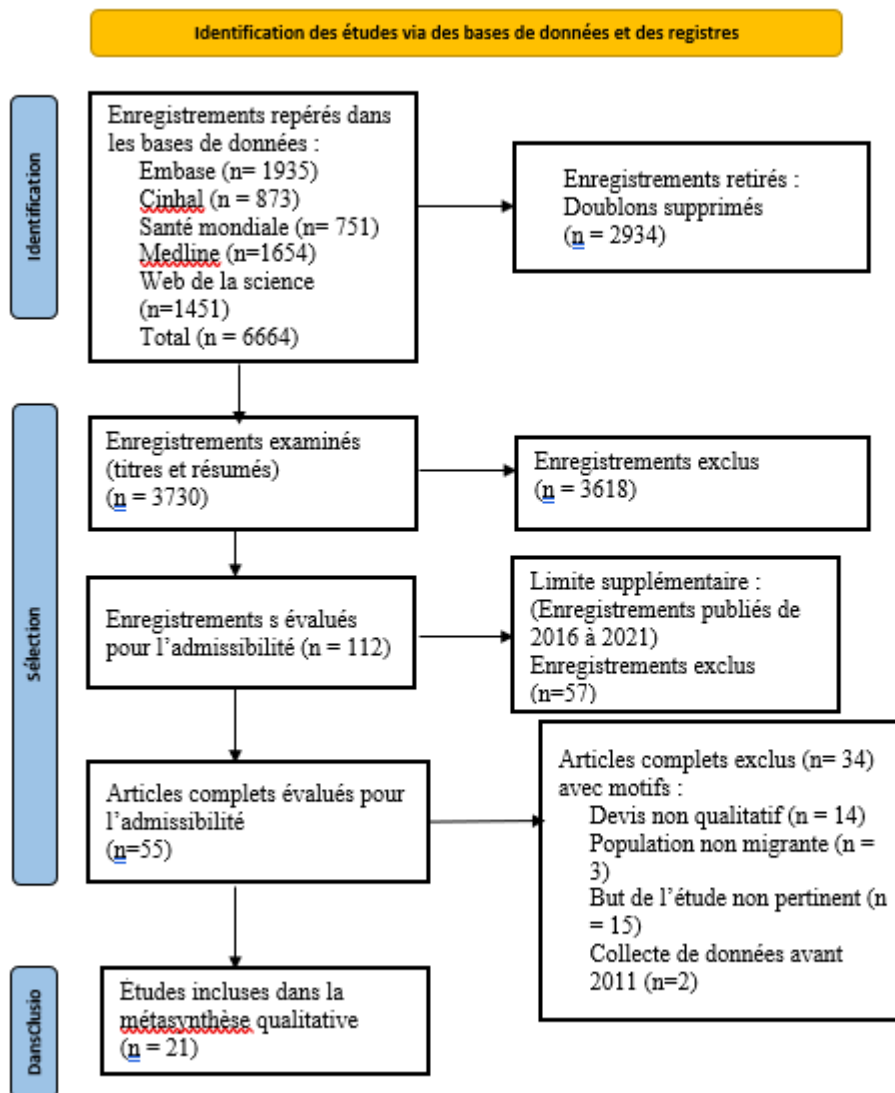 Identification des études via des bases de données et des registres
Identification
Enregistrements repérés dans
les bases de données :
Embase (n= 1935)
Cinhal (n = 873)
Santé mondiale (n= 751)
Medline (n=1654)
Web de la science
(n=1451)
Total (n = 6664)
Enregistrements retirés :
Doublons supprimés
(n = 2934)
Sélection
Enregistrements examinés
(titres et résumés)
(n = 3730)
Enregistrements exclus
(n = 3618)
Enregistrements s évalués
pour l’admissibilité (n = 112)
Limite supplémentaire :
(Enregistrements publiés de
2016 à 2021)
Enregistrements exclus
(n=57)
Articles complets évalués pour
l’admissibilité
(n=55)
Articles complets exclus (n= 34)
avec motifs :
Devis non qualitatif (n = 14)
Population non migrante (n =
3)
But de l’étude non pertinent (n
= 15)
Collecte de données avant
2011 (n=2)
DansClusio
Études incluses dans la
métasynthèse qualitative
(n = 21)